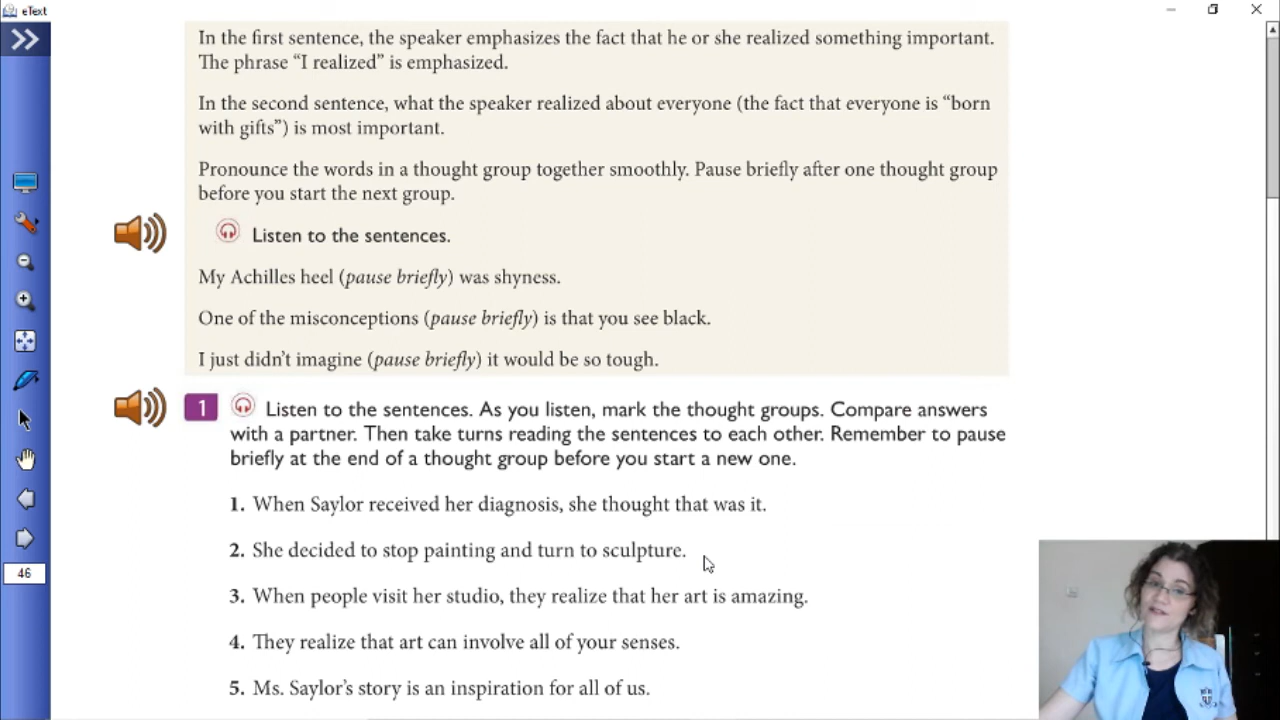 eText
In the first sentence, the speaker emphasizes the fact that he or she realized something important.
The phrase “I realized” is emphasized.
In the second sentence, what the speaker realized about everyone (the fact that everyone is “born
with gifts”) is most important.
Pronounce the words in a thought group together smoothly. Pause briefly after one thought group
before you start the next group.
Listen to the sentences.
My Achilles heel (pause briefly) was shyness.
One of the misconceptions (pause briefly) is that you see black.
I just didn’t imagine (pause briefly) it would be so tough.
1 Listen to the sentences. As you listen, mark the thought groups. Compare answers
with a partner. Then take turns reading the sentences to each other. Remember to pause
briefly at the end of a thought group before you start a new one.
1. When Saylor received her diagnosis, she thought that was it.
2. She decided to stop painting and turn to sculpture.
3. When people visit her studio, they realize that her art is amazing.
46
4. They realize that art can involve all of your senses.
5. Ms. Saylor’s story is an inspiration for all of us.